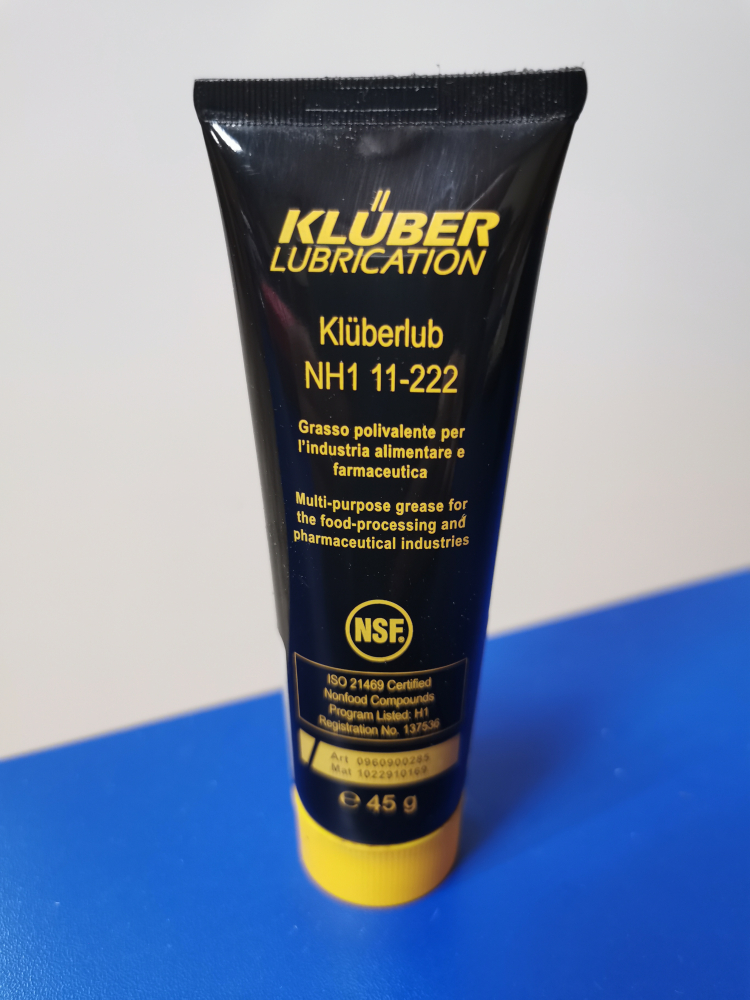 KLÜBER
LUBRICATION
Klüberlub
NH1 11-222
Grasso polivalente per
l'industria alimentare e
farmaceutica
Multi-purpose grease for
the food-processing and
pharmaceutical industries
NSF®
ISO 21469 Certified
Nonfood Compounds
Program Listed: H1
Registration No. 137536
Art 0960900285
Mat 1022910169
℮ 45 g